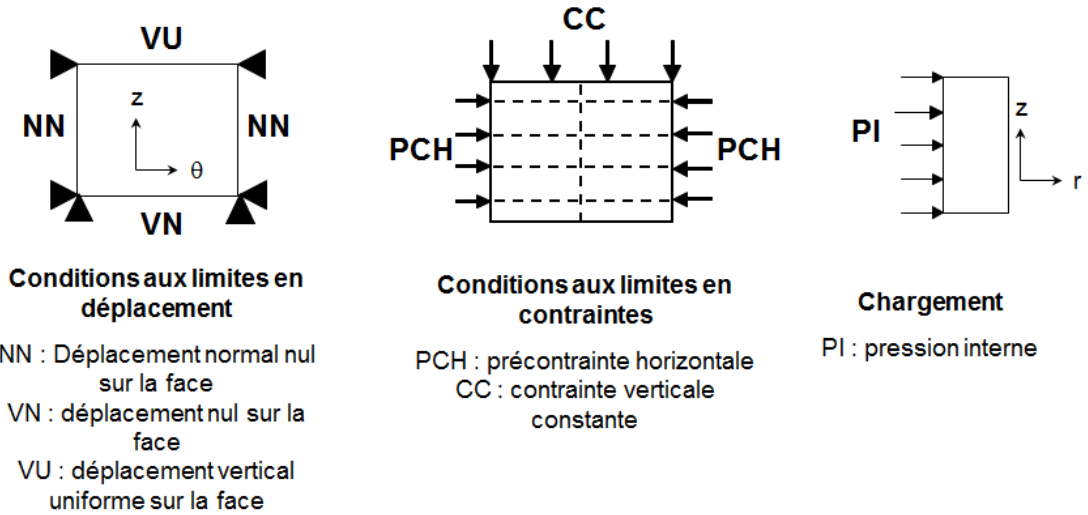 VU
z
NN
NN
θ
VN
Conditions aux limites en
déplacement
NN : Déplacement normal nul
sur la face
VN : déplacement nul sur la
face
VU : déplacement vertical
uniforme sur la face
CC
PCH
PCH
Conditions aux limites en
contraintes
PCH : précontrainte horizontale
CC : contrainte verticale
constante
PI
z
r
Chargement
PI : pression interne